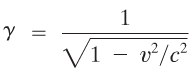 γ = 1 / √(1 − v²/c²)